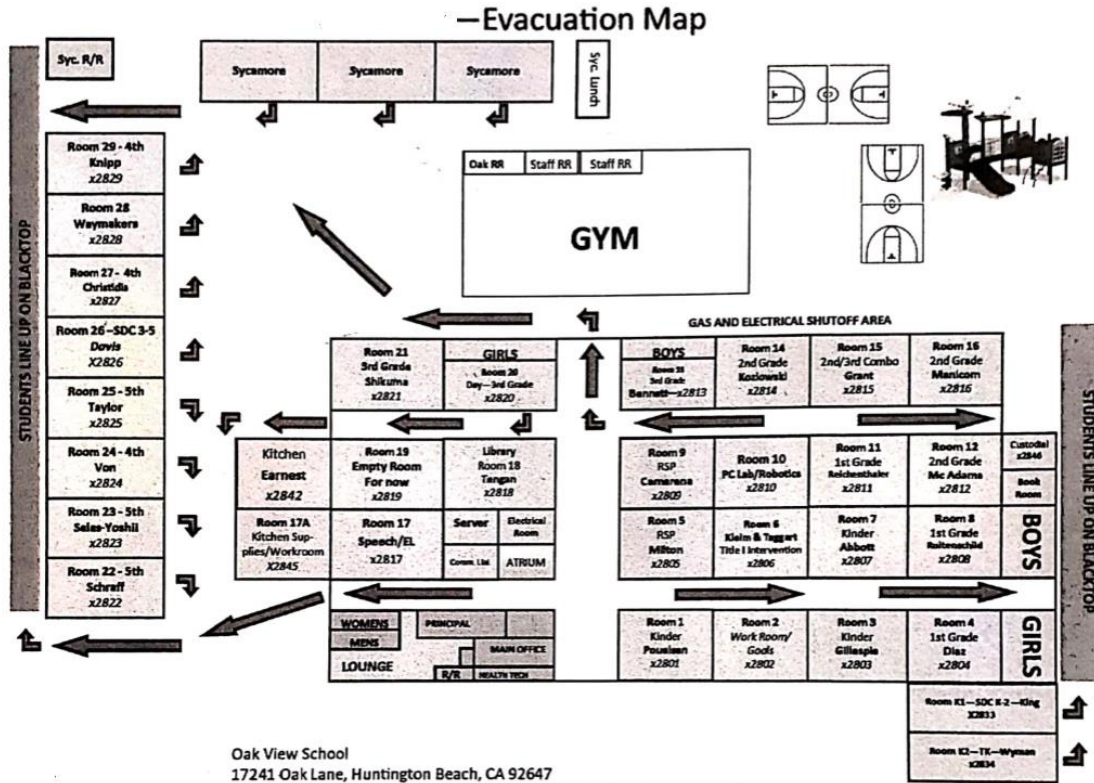 —Evacuation Map
Syc. R/R
Sycamore
Sycamore
Sycamore
Syc. Lunch
STUDENTS LINE UP ON BLACKTOP
Room 29 - 4th
Knipp
x2829
Room 28
Waymakers
x2828
Room 27 - 4th
Christidis
x2827
Room 26 -SDC 3-5
Davis
X2826
Room 25 - 5th
Taylor
x2825
Room 24 - 4th
Von
x2824
Room 23 - 5th
Salas-Yoshii
x2823
Room 22 - 5th
Schraff
x2822
Oak RR
Staff RR
Staff RR
GYM
GAS AND ELECTRICAL SHUTOFF AREA
Room 21
3rd Grade
Shikuma
x2821
GIRLS
Room 20
Day—3rd Grade
x2820
BOYS
3rd Grade
Bennett—x2813
Room 14
2nd Grade
Kozlowski
x2814
Room 15
2nd/3rd Combo
Grant
x2815
Room 16
2nd Grade
Manicom
x2816
Kitchen
Earnest
x2842
Room 19
Empty Room
For now
x2819
Library
Room 18
Tangan
x2818
Room 9
RSP
Camarena
x2809
Room 10
PC Lab/Robotics
x2810
Room 11
1st Grade
Reichenthaler
x2811
Room 12
2nd Grade
Mc Adams
x2812
Custodial
x2846
Book
Room
Room 17A
Kitchen Sup-
plies/Workroom
X2845
Room 17
Speech/EL
x2817
Server
Electrical
Room
ATRIUM
Room 5
RSP
Milton
x2805
Room 6
Kleim & Taggart
Title I Intervention
x2806
Room 7
Kinder
Abbott
x2807
Room 8
1st Grade
x2808
BOYS
STUDENTS LINE UP ON BLACKTOP
WOMENS
MENS
LOUNGE
PRINCIPAL
MAIN OFFICE
R/R
HEALTH TECH
Room 1
Kinder
Poulsen
x2801
Room 2
Work Room/
Goals
x2802
Room 3
Kinder
Gillespie
x2803
Room 4
1st Grade
Diaz
x2804
GIRLS
Room K1—SDC K-2—King
X2833
Room K2—TK—Wyman
x2834
Oak View School
17241 Oak Lane, Huntington Beach, CA 92647